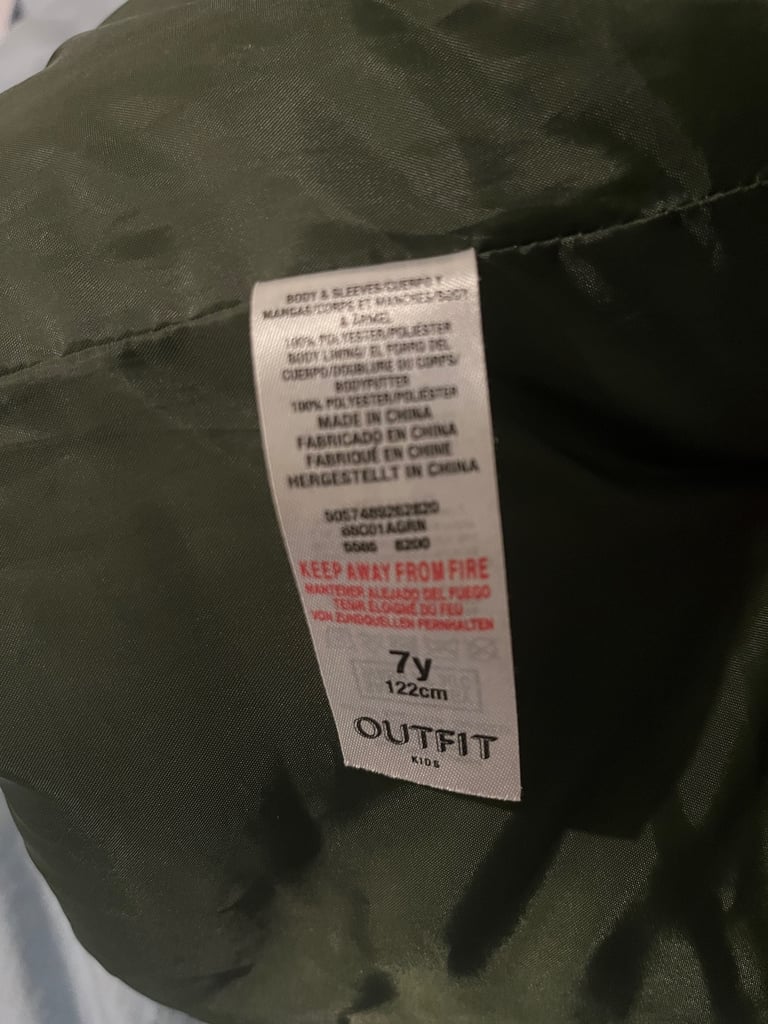 BODY & SLEEVES/CUERPO Y
MANGAS/CORPS ET MANCHES/BODY
& ÄRMEL
100% POLYESTER/POLIÉSTER
BODY LINING/ EL FORRO DEL
CUERPO/DOUBLURE DU CORPS/
BODYFUTTER
100% POLYESTER/POLIÉSTER
MADE IN CHINA
FABRICADO EN CHINA
FABRIQUÉ EN CHINE
HERGESTELLT IN CHINA
5057489262820
KEEP AWAY FROM FIRE
MANTENER ALEJADO DEL FUEGO
TENIR ÉLOIGNÉ DU FEU
VON ZUNDQUELLEN FERNHALTEN
7y
122cm
OUTFIT
KIDS